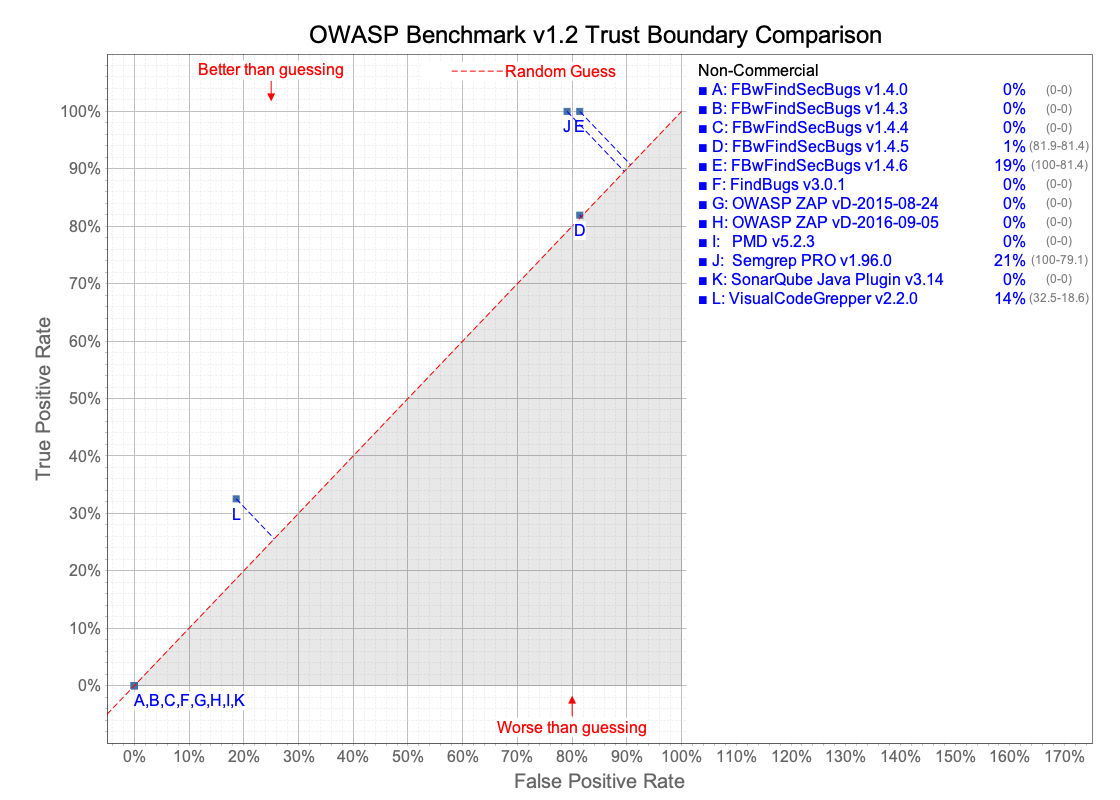 OWASP Benchmark v1.2 Trust Boundary Comparison
Better than guessing
Random Guess
Non-Commercial
A: FBwFindSecBugs v1.4.0 0% (0-0)
B: FBwFindSecBugs v1.4.3 0% (0-0)
C: FBwFindSecBugs v1.4.4 0% (0-0)
D: FBwFindSecBugs v1.4.5 1% (81.9-81.4)
E: FBwFindSecBugs v1.4.6 19% (100-81.4)
F: FindBugs v3.0.1 0% (0-0)
G: OWASP ZAP vD-2015-08-24 0% (0-0)
H: OWASP ZAP vD-2016-09-05 0% (0-0)
I: PMD v5.2.3 0% (0-0)
J: Semgrep PRO v1.96.0 21% (100-79.1)
K: SonarQube Java Plugin v3.14 0% (0-0)
L: VisualCodeGrepper v2.2.0 14% (32.5-18.6)
True Positive Rate
100%
90%
80%
70%
60%
50%
40%
30%
20%
10%
0%
J E
D
L
A,B,C,F,G,H,I,K
Worse than guessing
0% 10% 20% 30% 40% 50% 60% 70% 80% 90% 100% 110% 120% 130% 140% 150% 160% 170%
False Positive Rate